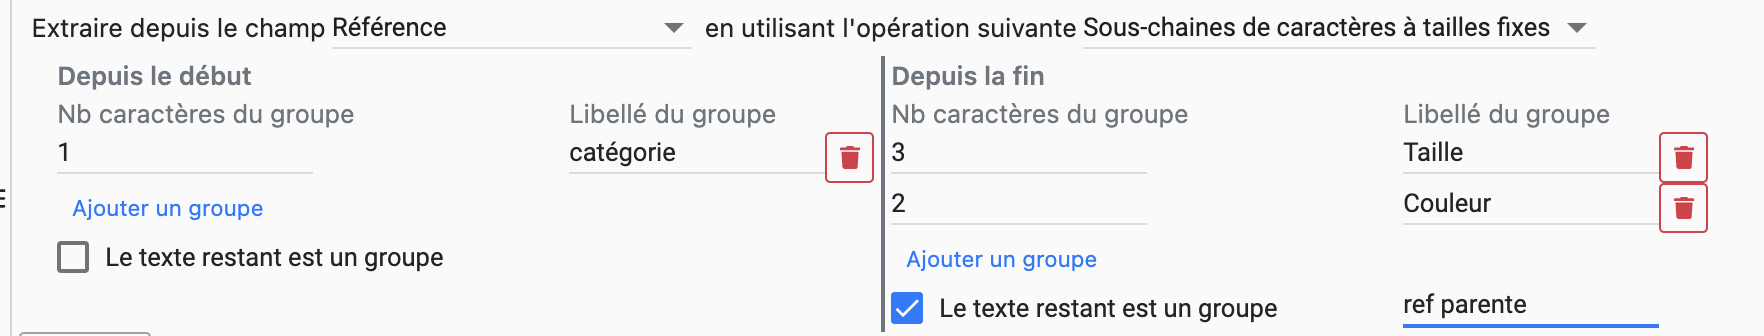 Extraire depuis le champ Référence en utilisant l'opération suivante Sous-chaines de caractères à tailles fixes
Depuis le début
Nb caractères du groupe Libellé du groupe
1 catégorie
Ajouter un groupe
Le texte restant est un groupe
Depuis la fin
Nb caractères du groupe Libellé du groupe
3 Taille
2 Couleur
Ajouter un groupe
Le texte restant est un groupe ref parente